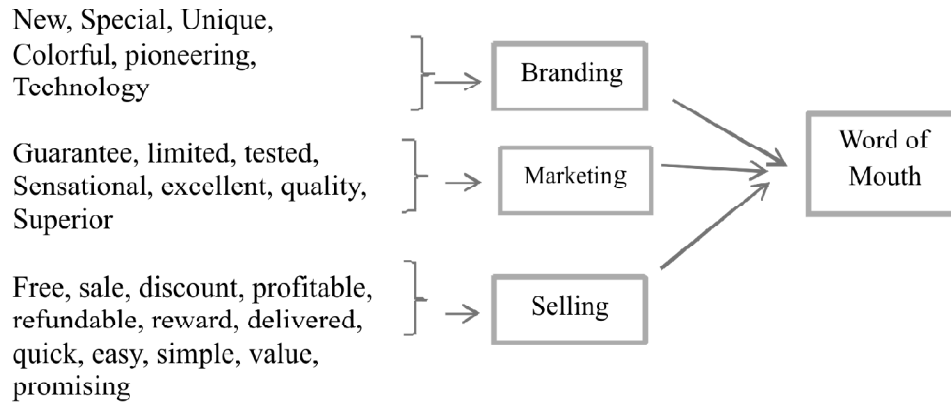 New, Special, Unique,
Colorful, pioneering,
Technology
Branding
Guarantee, limited, tested,
Sensational, excellent, quality,
Superior
Marketing
Free, sale, discount, profitable,
refundable, reward, delivered,
quick, easy, simple, value,
promising
Selling
Word of
Mouth